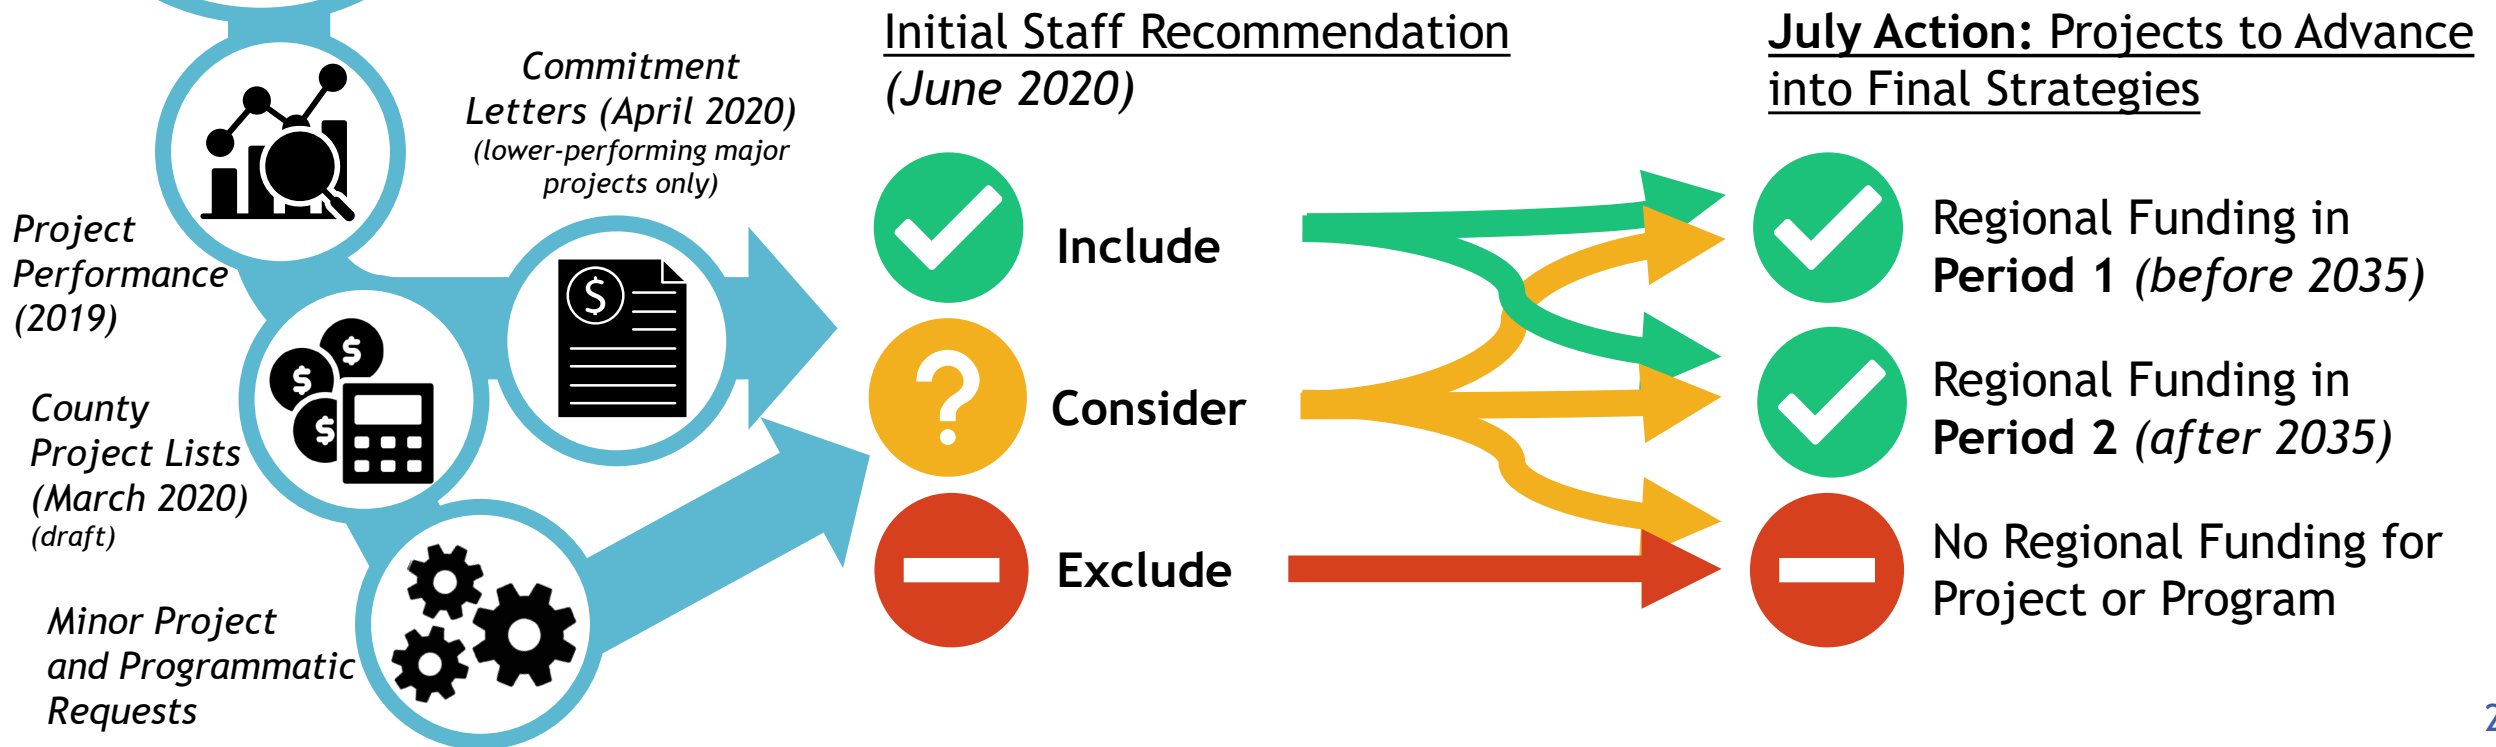 Project
Performance
(2019)
County
Project Lists
(March 2020)
(draft)
Minor Project
and Programmatic
Requests
Commitment
Letters (April 2020)
(lower-performing major
projects only)
Initial Staff Recommendation
(June 2020)
Include
Consider
Exclude
July Action: Projects to Advance
into Final Strategies
Regional Funding in
Period 1 (before 2035)
Regional Funding in
Period 2 (after 2035)
No Regional Funding for
Project or Program